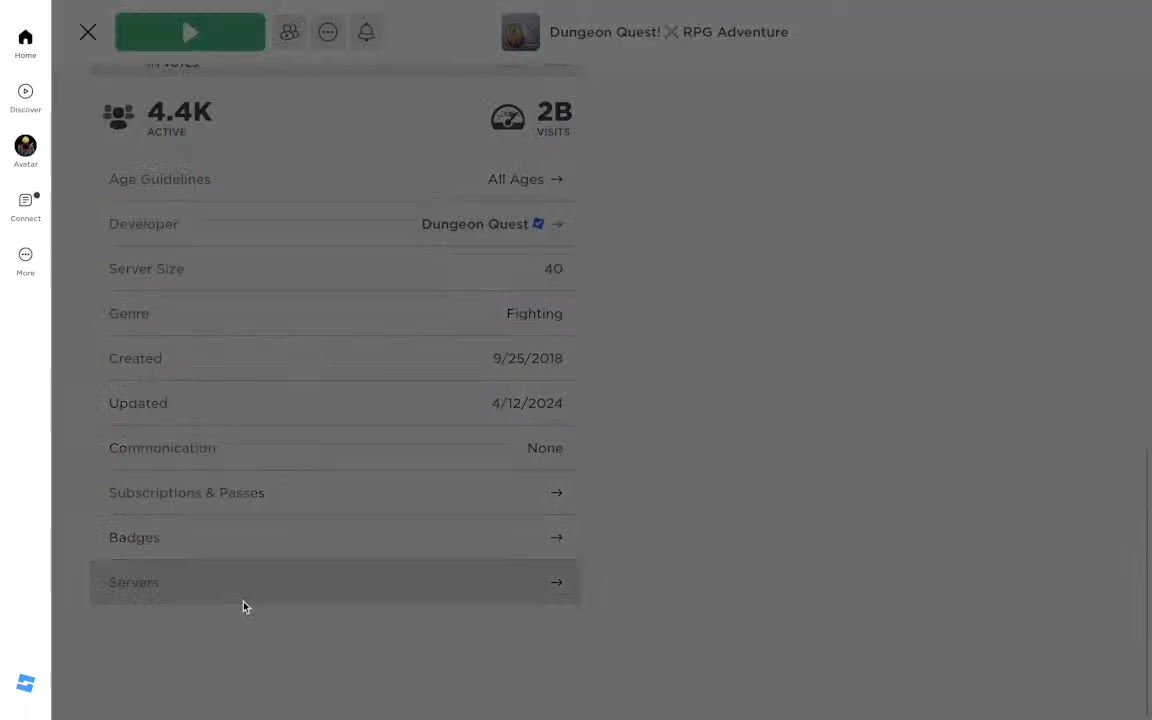 Home
Discover
Avatar
Connect
More
Dungeon Quest! ⚔ RPG Adventure
4.4K
ACTIVE
2B
VISITS
Age Guidelines All Ages →
Developer Dungeon Quest →
Server Size 40
Genre Fighting
Created 9/25/2018
Updated 4/12/2024
Communication None
Subscriptions & Passes →
Badges →
Servers →